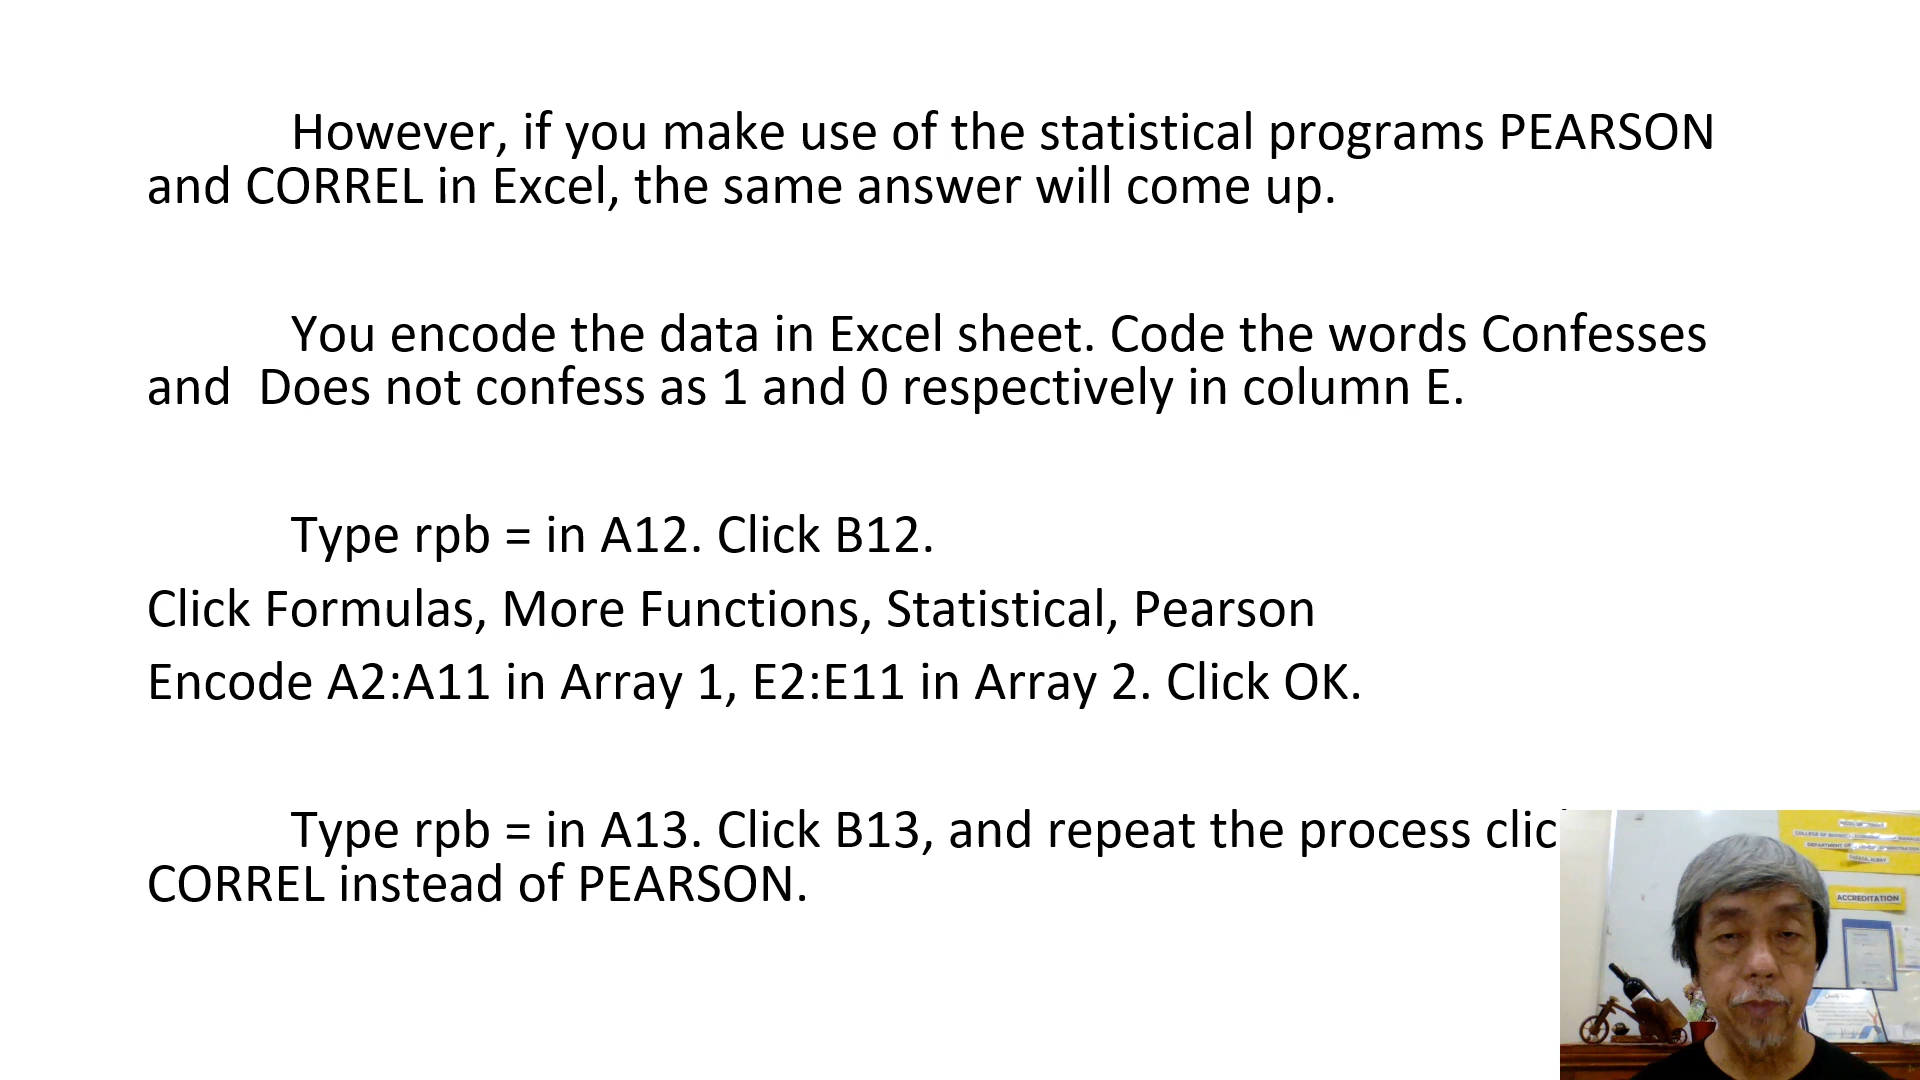 However, if you make use of the statistical programs PEARSON
and CORREL in Excel, the same answer will come up.
You encode the data in Excel sheet. Code the words Confesses
and  Does not confess as 1 and 0 respectively in column E.
Type rpb = in A12. Click B12.
Click Formulas, More Functions, Statistical, Pearson
Encode A2:A11 in Array 1, E2:E11 in Array 2. Click OK.
Type rpb = in A13. Click B13, and repeat the process clic
CORREL instead of PEARSON.
ACCREDITATION